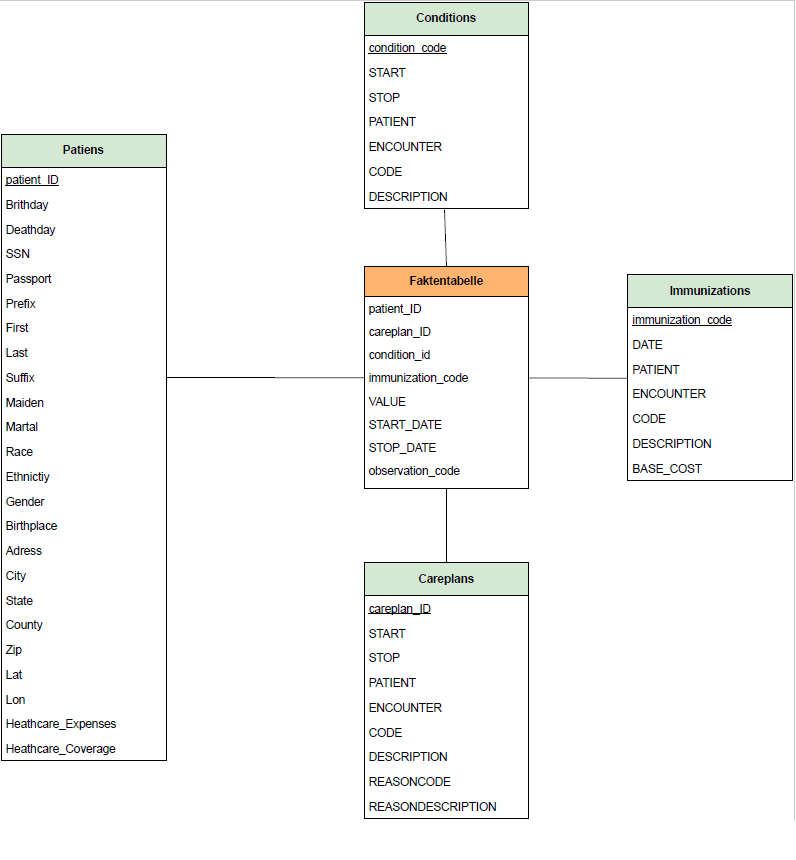 Conditions
condition_code
START
STOP
PATIENT
ENCOUNTER
CODE
DESCRIPTION
Patiens
patient_ID
Brithday
Deathday
SSN
Passport
Prefix
First
Last
Suffix
Maiden
Martal
Race
Ethnictiy
Gender
Birthplace
Adress
City
State
County
Zip
Lat
Lon
Heathcare_Expenses
Heathcare_Coverage
Faktentabelle
patient_ID
careplan_ID
condition_id
immunization_code
VALUE
START_DATE
STOP_DATE
observation_code
Immunizations
immunization_code
DATE
PATIENT
ENCOUNTER
CODE
DESCRIPTION
BASE_COST
Careplans
careplan_ID
START
STOP
PATIENT
ENCOUNTER
CODE
DESCRIPTION
REASONCODE
REASONDESCRIPTION